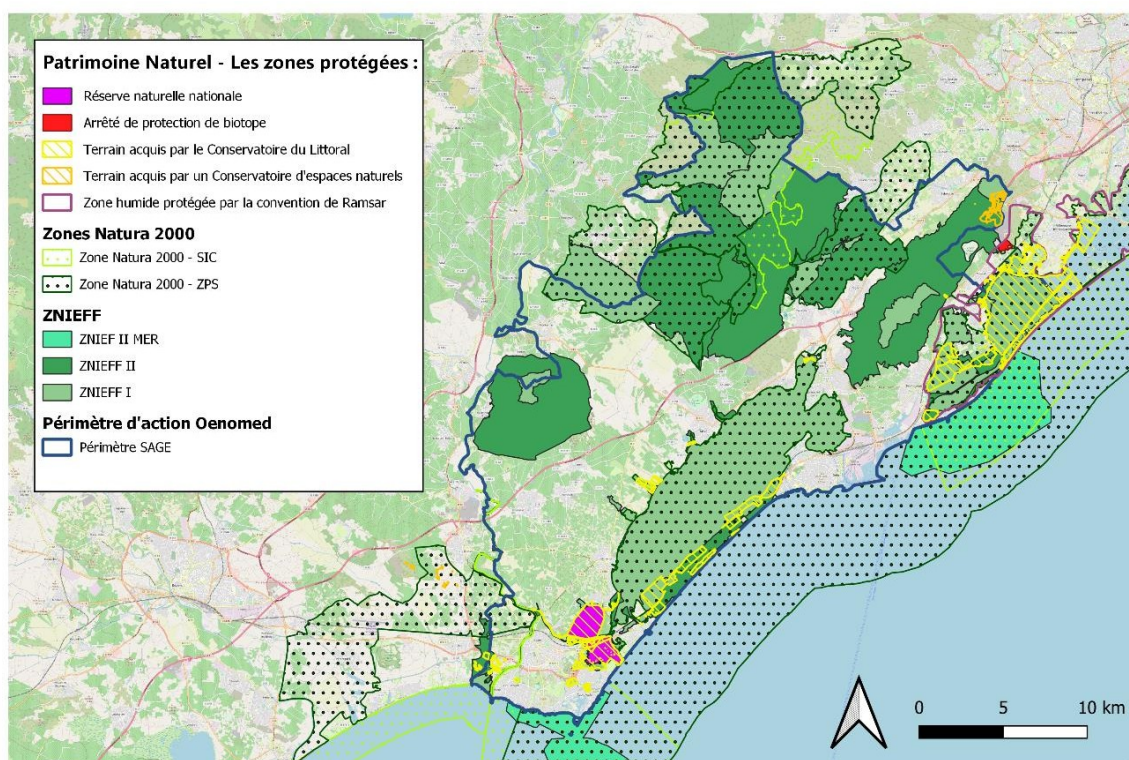 Patrimoine Naturel - Les zones protégées :
Réserve naturelle nationale
Arrêté de protection de biotope
Terrain acquis par le Conservatoire du Littoral
Terrain acquis par un Conservatoire d'espaces naturels
Zone humide protégée par la convention de Ramsar
Zones Natura 2000
Zone Natura 2000 - SIC
Zone Natura 2000 - ZPS
ZNIEFF
ZNIEF II MER
ZNIEFF II
ZNIEFF I
Périmètre d'action Oenomed
Périmètre SAGE
0 5 10 km